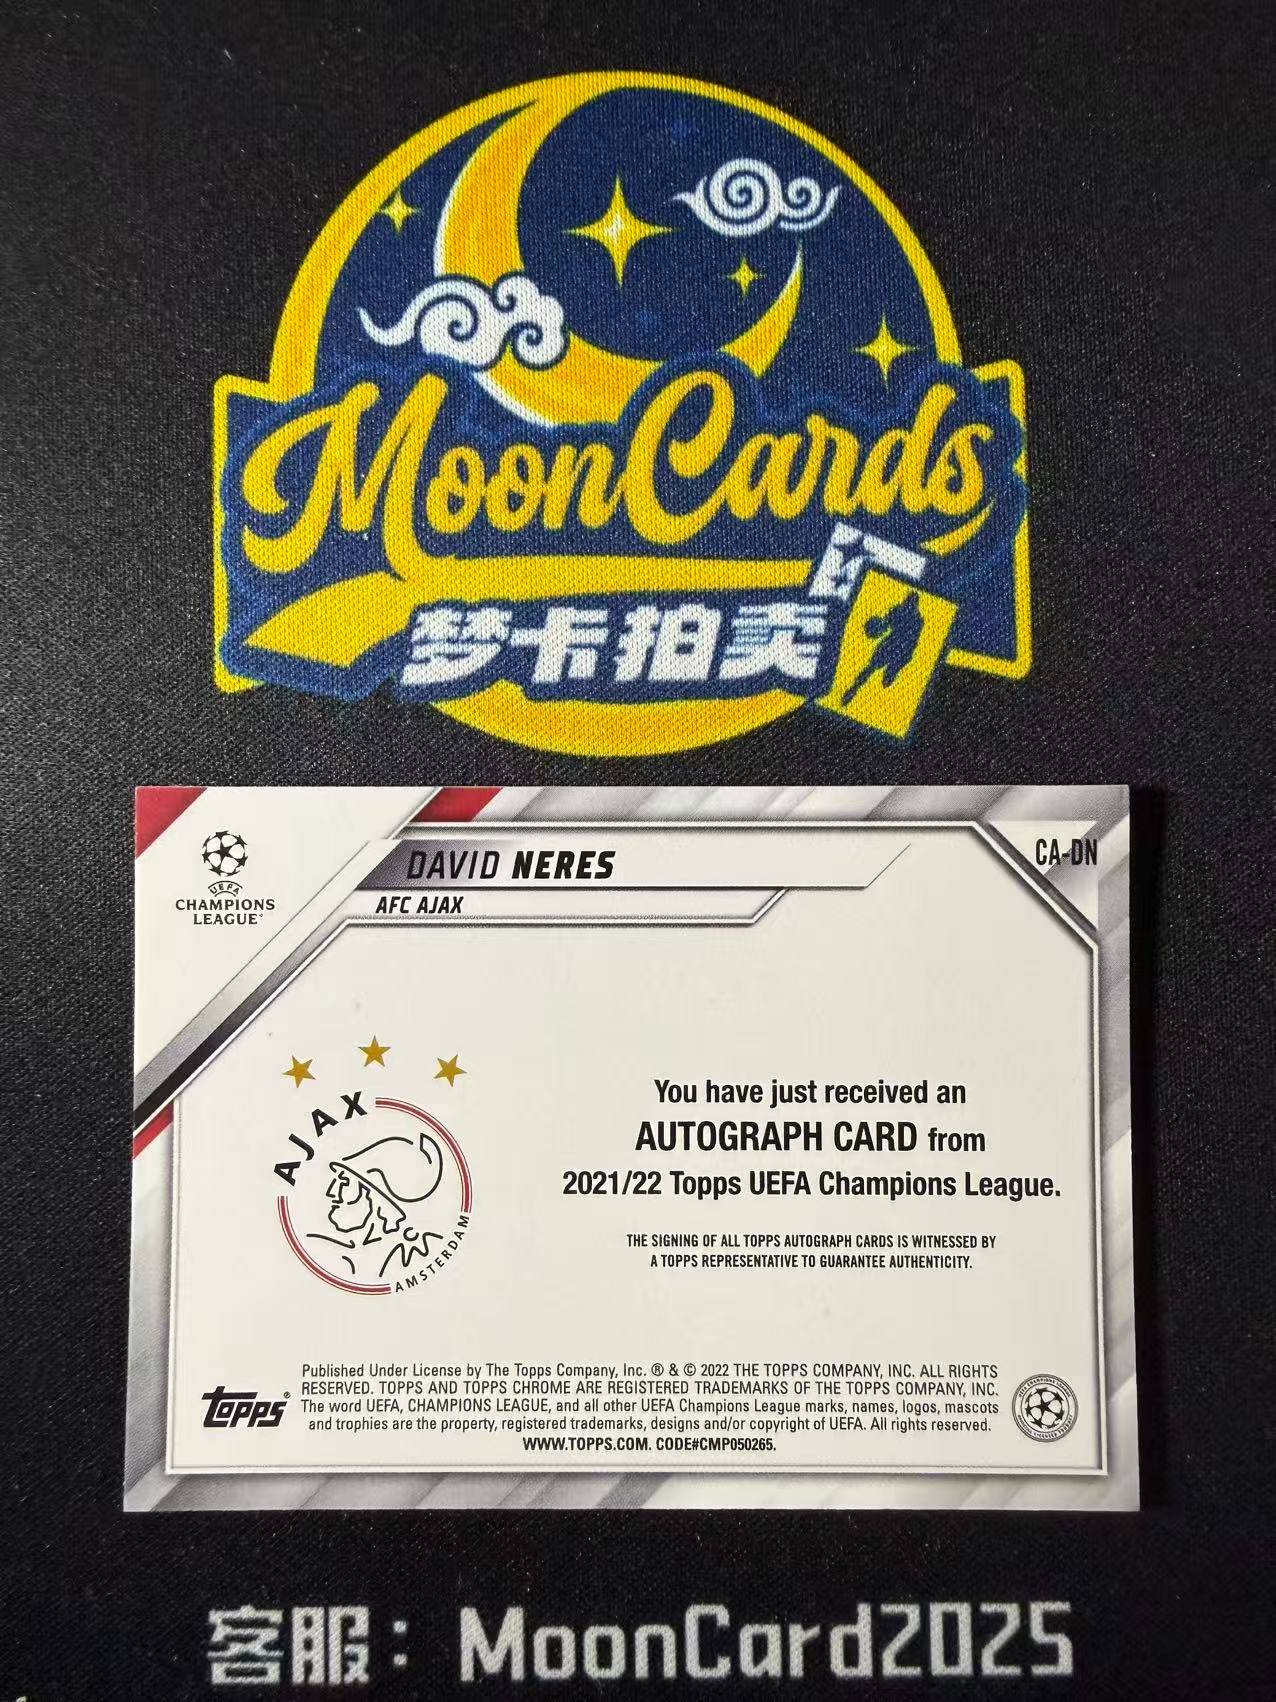 MoonCards
梦卡拍卖
UEFA
CHAMPIONS
LEAGUE
DAVID NERES
CA-DN
AFC AJAX
AJAX
AMSTERDAM
You have just received an
AUTOGRAPH CARD from
2021/22 Topps UEFA Champions League.
THE SIGNING OF ALL TOPPS AUTOGRAPH CARDS IS WITNESSED BY
A TOPPS REPRESENTATIVE TO GUARANTEE AUTHENTICITY.
topps®
Published Under License by The Topps Company, Inc. ® & © 2022 THE TOPPS COMPANY, INC. ALL RIGHTS
RESERVED. TOPPS AND TOPPS CHROME ARE REGISTERED TRADEMARKS OF THE TOPPS COMPANY, INC.
The word UEFA, CHAMPIONS LEAGUE, and all other UEFA Champions League marks, names, logos, mascots
and trophies are the property, registered trademarks, designs and/or copyright of UEFA. All rights reserved.
WWW.TOPPS.COM. CODE#CMP050265.
客服：MoonCard2025